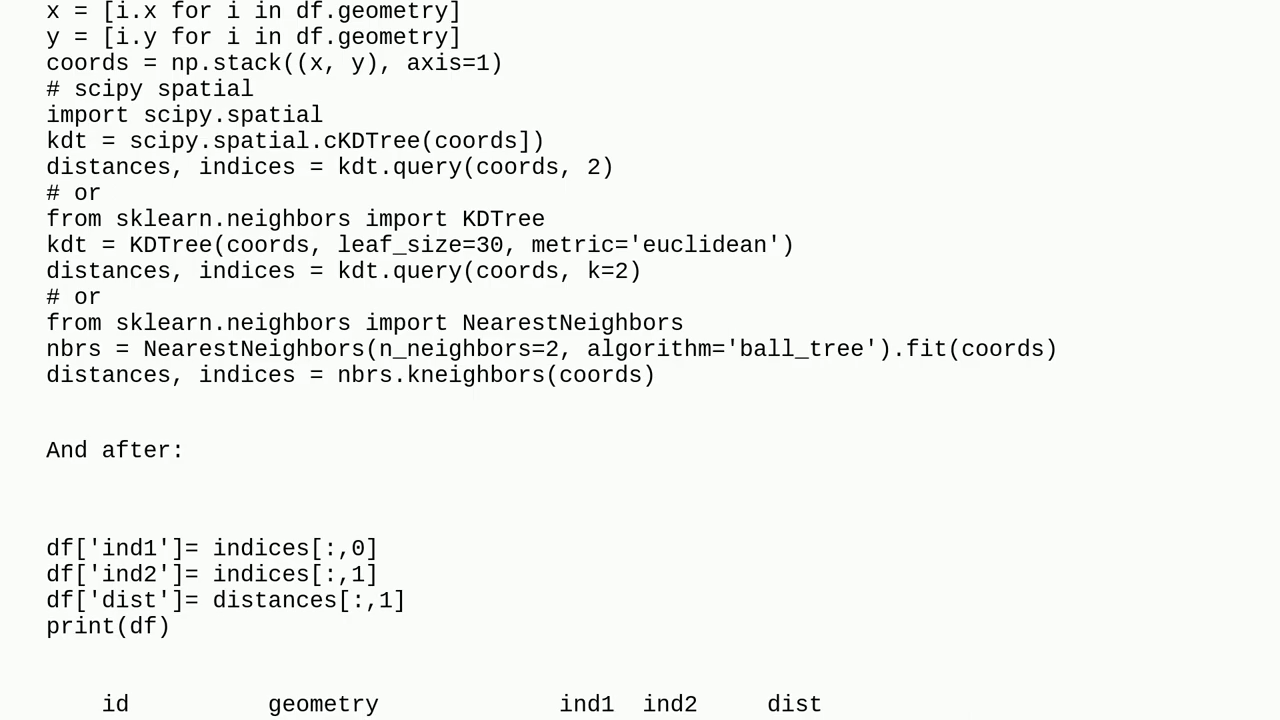 x = [i.x for i in df.geometry]
y = [i.y for i in df.geometry]
coords = np.stack((x, y), axis=1)
# scipy spatial
import scipy.spatial
kdt = scipy.spatial.cKDTree(coords])
distances, indices = kdt.query(coords, 2)
# or
from sklearn.neighbors import KDTree
kdt = KDTree(coords, leaf_size=30, metric='euclidean')
distances, indices = kdt.query(coords, k=2)
# or
from sklearn.neighbors import NearestNeighbors
nbrs = NearestNeighbors(n_neighbors=2, algorithm='ball_tree').fit(coords)
distances, indices = nbrs.kneighbors(coords)
And after:
df['ind1']= indices[:,0]
df['ind2']= indices[:,1]
df['dist']= distances[:,1]
print(df)
id geometry ind1 ind2 dist